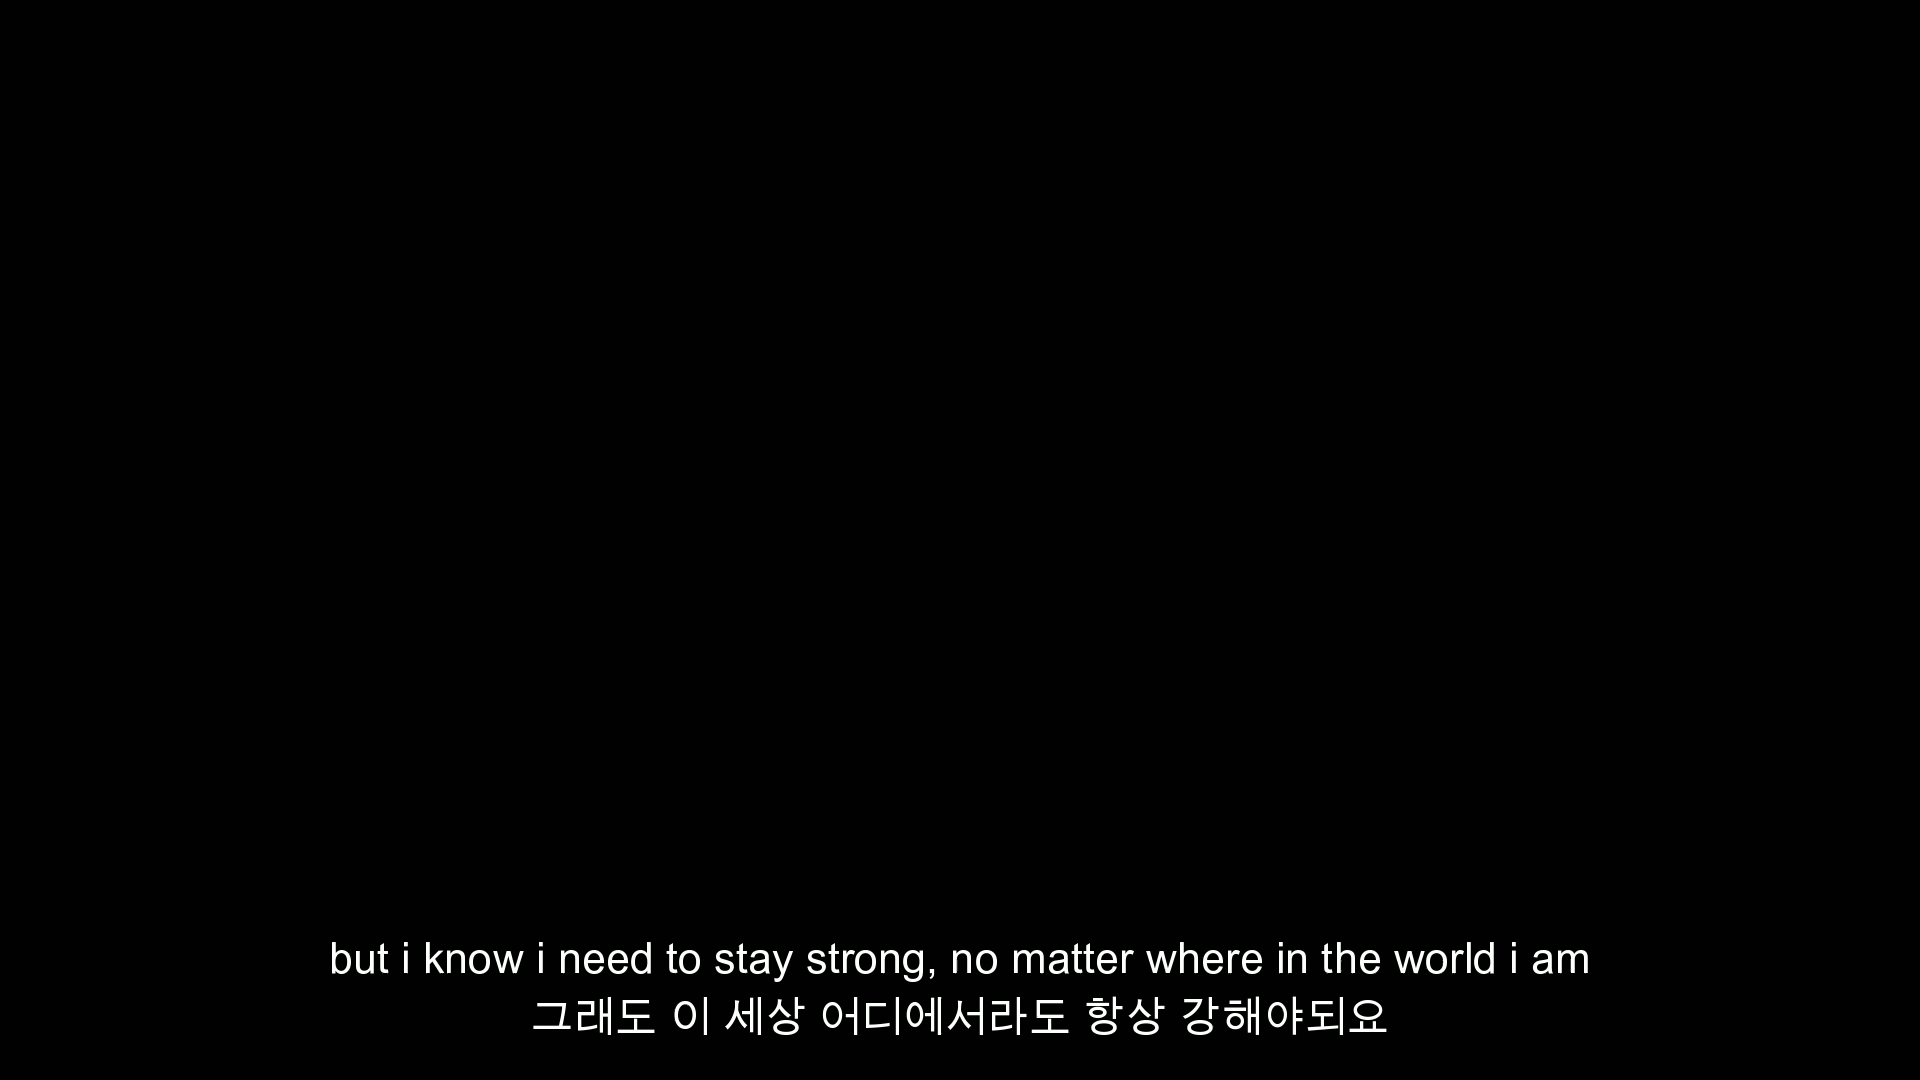 but i know i need to stay strong, no matter where in the world i am
그래도 이 세상 어디에서라도 항상 강해야되요